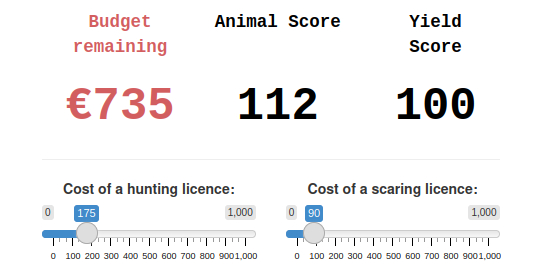 Budget remaining
Animal Score
Yield Score
€735
112
100
Cost of a hunting licence:
Cost of a scaring licence:
0 175 1,000
0 90 1,000
0 100 200 300 400 500 600 700 800 900 1,000
0 100 200 300 400 500 600 700 800 900 1,000